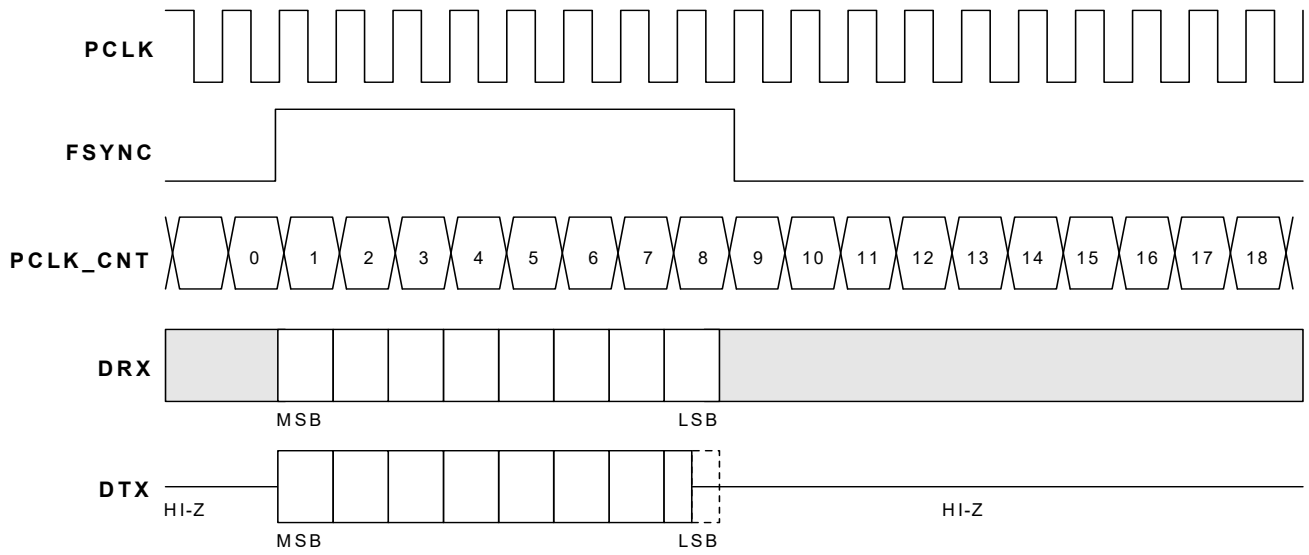 PCLK
FSYNC
PCLK_CNT 0 1 2 3 4 5 6 7 8 9 10 11 12 13 14 15 16 17 18
DRX
MSB LSB
DTX
HI-Z HI-Z
MSB LSB